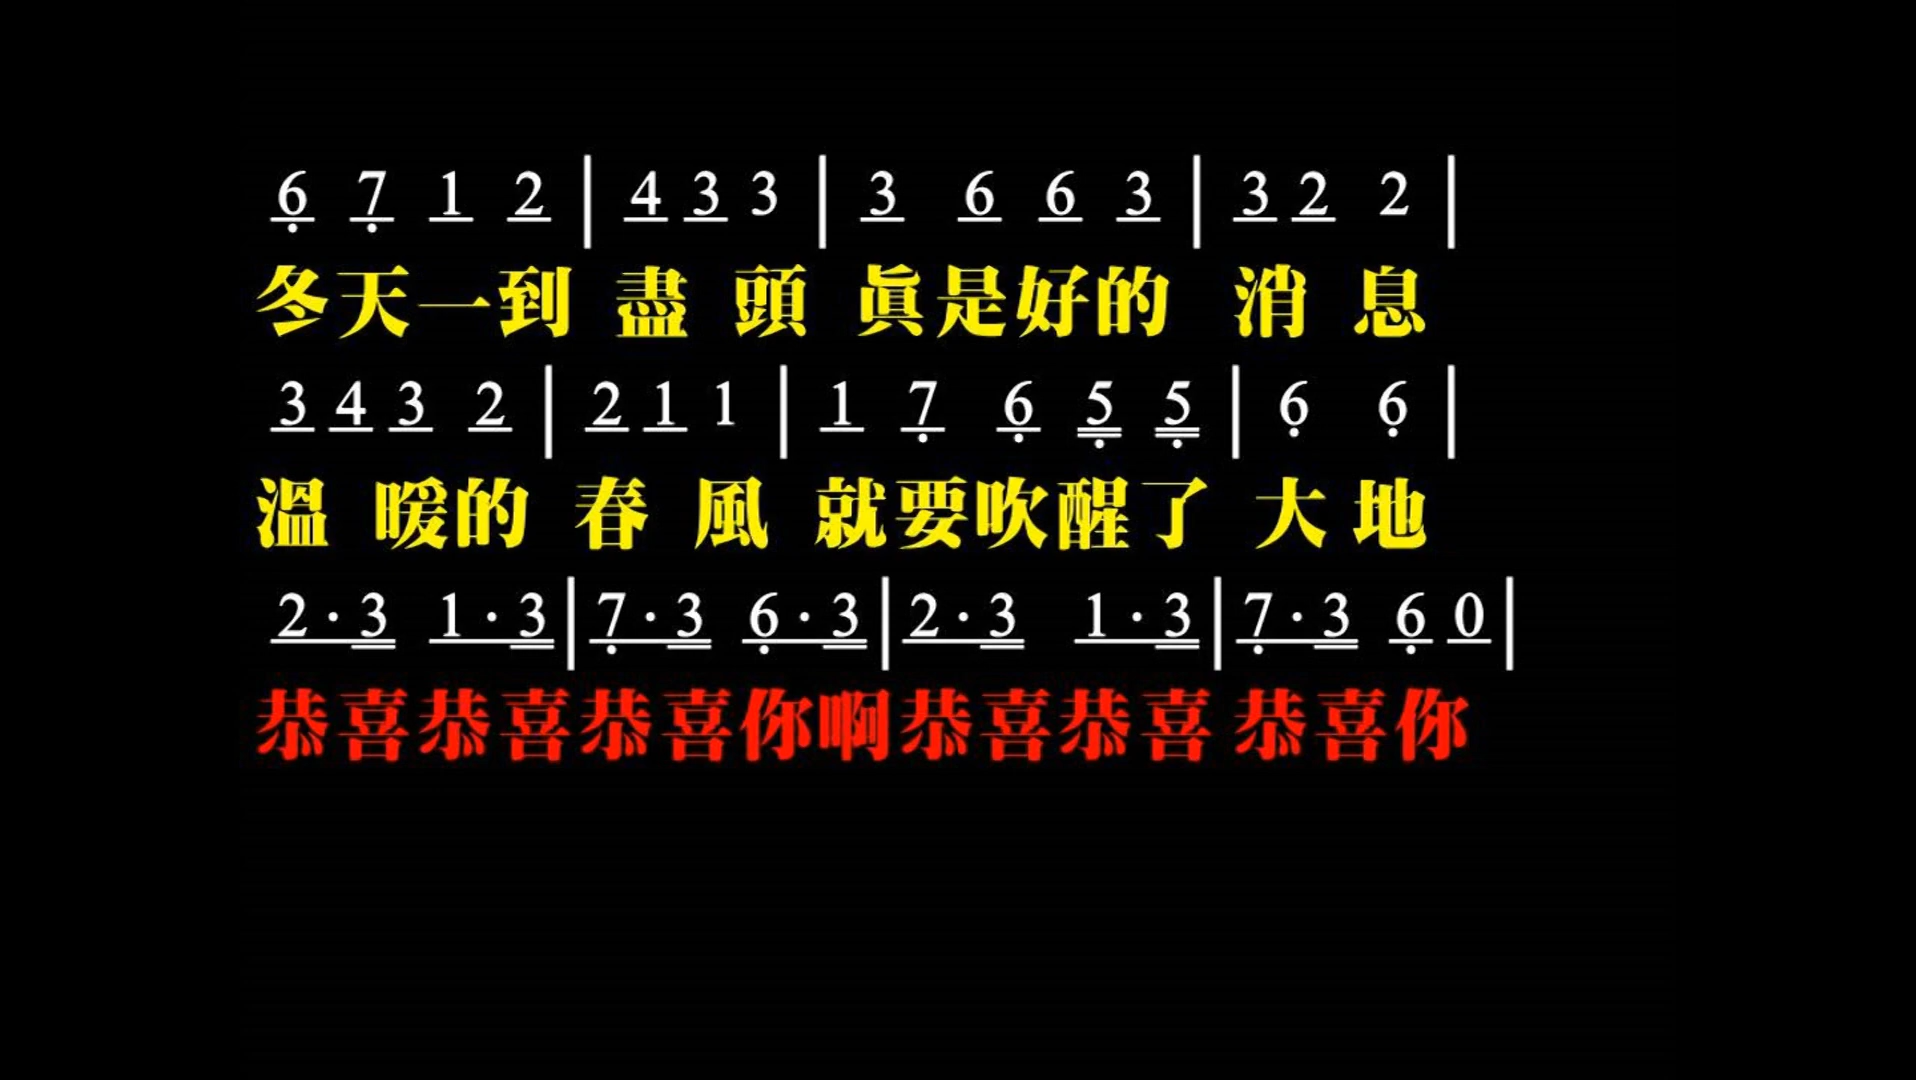 6̣ 7̣ 1 2 | 4 3 3 | 3 6 6 3 | 3 2 2 |
冬天一到 盡 頭 眞是好的 消 息
3 4 3 2 | 2 1 1 | 1 7̣ 6̣ 5̣ 5̣ | 6̣ 6̣ |
溫 暖的 春 風 就要吹醒了 大 地
2·3 1·3 | 7̣·3 6̣·3 | 2·3 1·3 | 7̣·3 6̣ 0 |
恭喜恭喜恭喜你啊恭喜恭喜 恭喜你